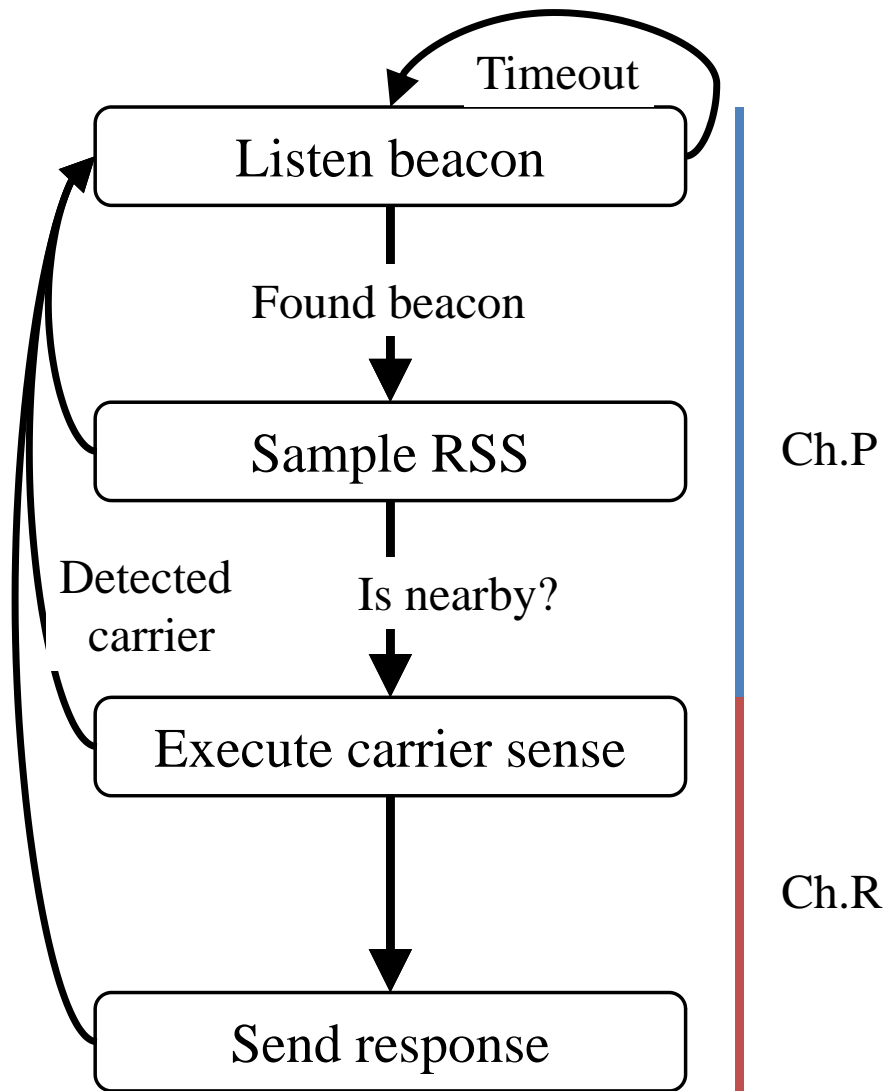 Timeout
Listen beacon
Found beacon
Sample RSS
Ch.P
Detected
carrier
Is nearby?
Execute carrier sense
Ch.R
Send response